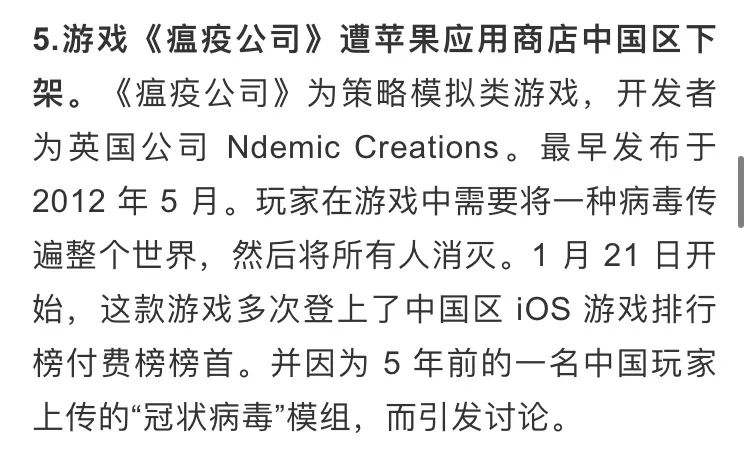 5.游戏《瘟疫公司》遭苹果应用商店中国区下
架。《瘟疫公司》为策略模拟类游戏，开发者
为英国公司 Ndemic Creations。最早发布于
2012 年 5 月。玩家在游戏中需要将一种病毒传
遍整个世界，然后将所有人消灭。1 月 21 日开
始，这款游戏多次登上了中国区 iOS 游戏排行
榜付费榜榜首。并因为 5 年前的一名中国玩家
上传的“冠状病毒”模组，而引发讨论。